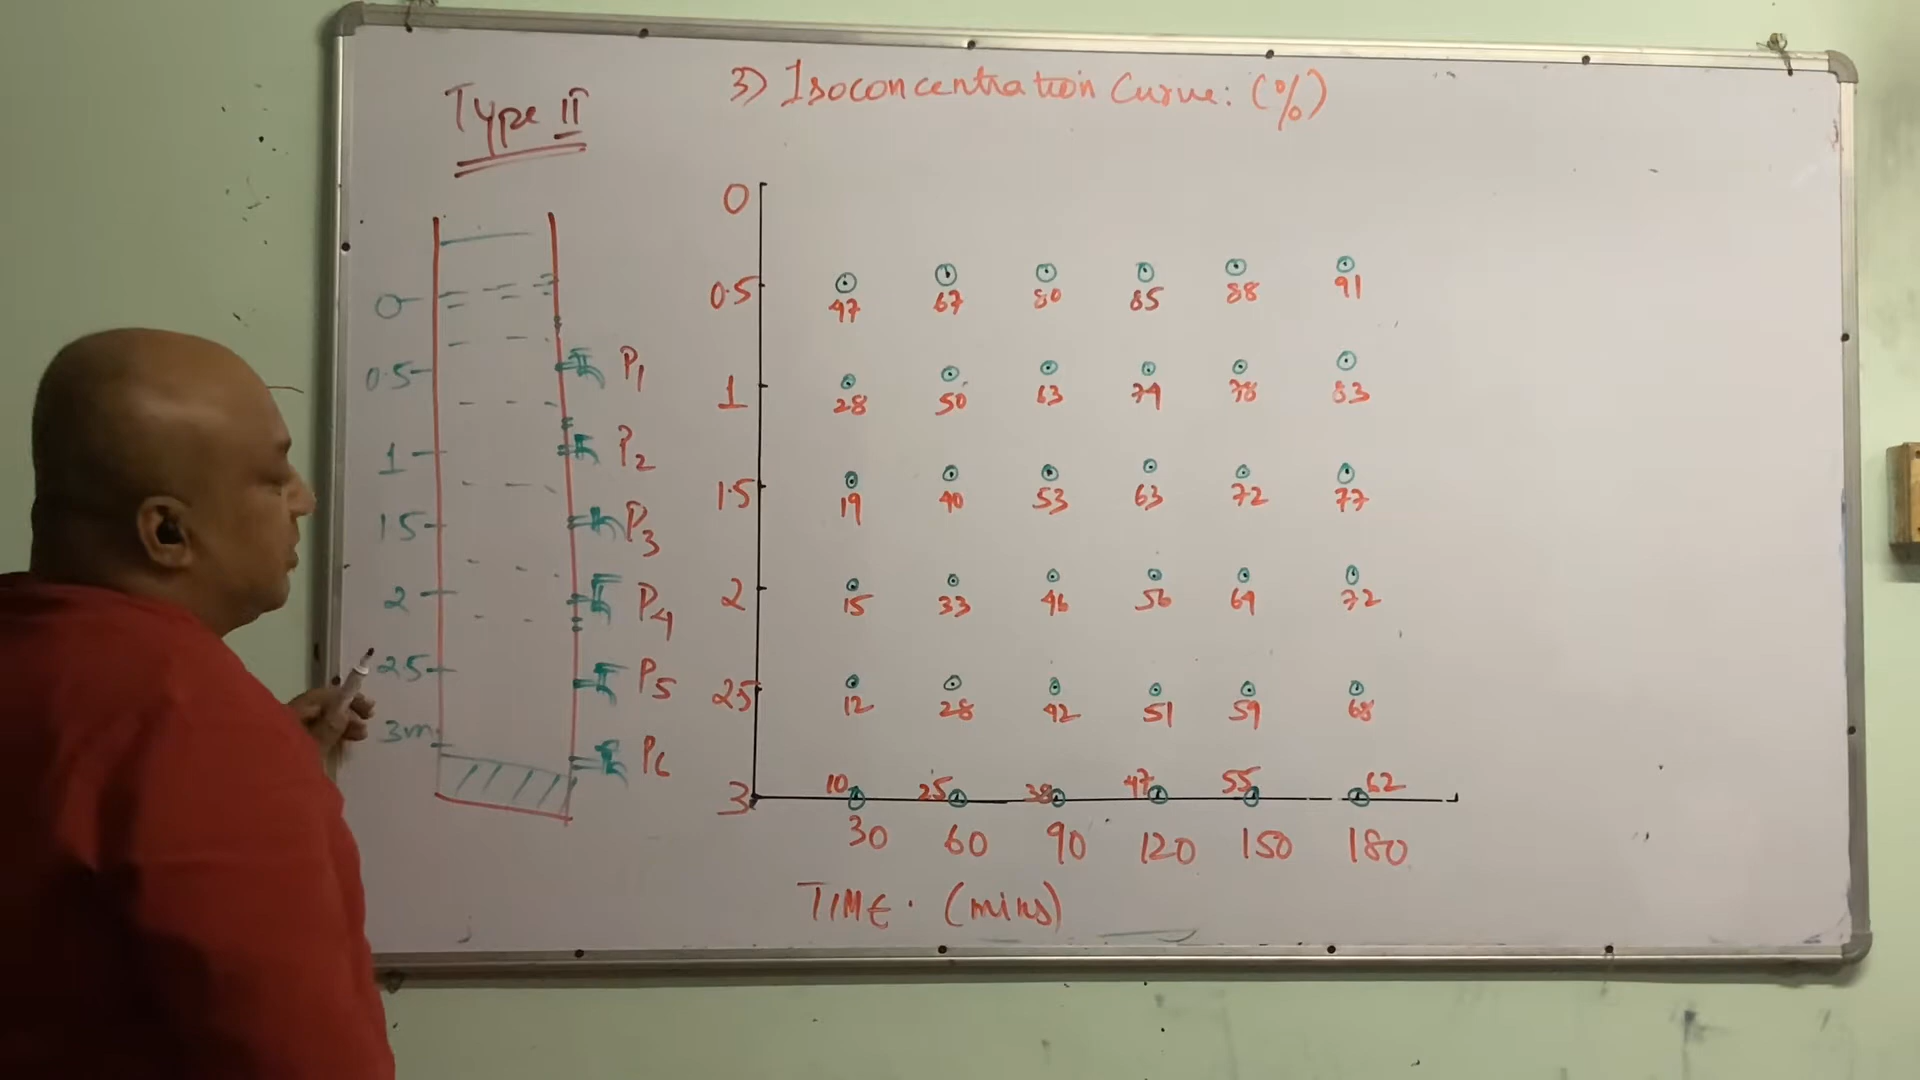 Type II
3) Isoconcentration Curve: (%)
0
0.5 P1
1 P2
1.5 P3
2 P4
2.5 P5
3m P6
0
0.5 47 67 80 85 88 91
1 28 50 63 74 78 83
1.5 19 40 53 63 72 77
2 15 33 46 56 64 72
2.5 12 28 42 51 59 68
3 10 25 38 47 55 62
30 60 90 120 150 180
TIME. (mins)